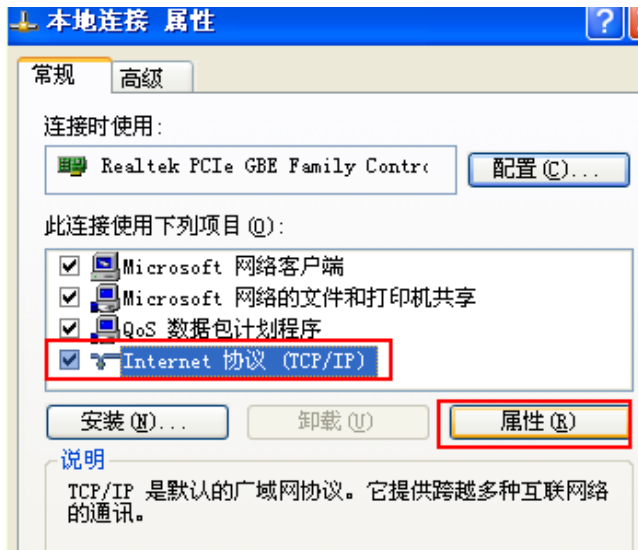 本地连接 属性
?
常规
高级
连接时使用:
Realtek PCIe GBE Family Contr
配置(C)...
此连接使用下列项目(O):
Microsoft 网络客户端
Microsoft 网络的文件和打印机共享
QoS 数据包计划程序
Internet 协议 (TCP/IP)
安装(N)...
卸载(U)
属性(R)
说明
TCP/IP 是默认的广域网协议。它提供跨越多种互联网络
的通讯。